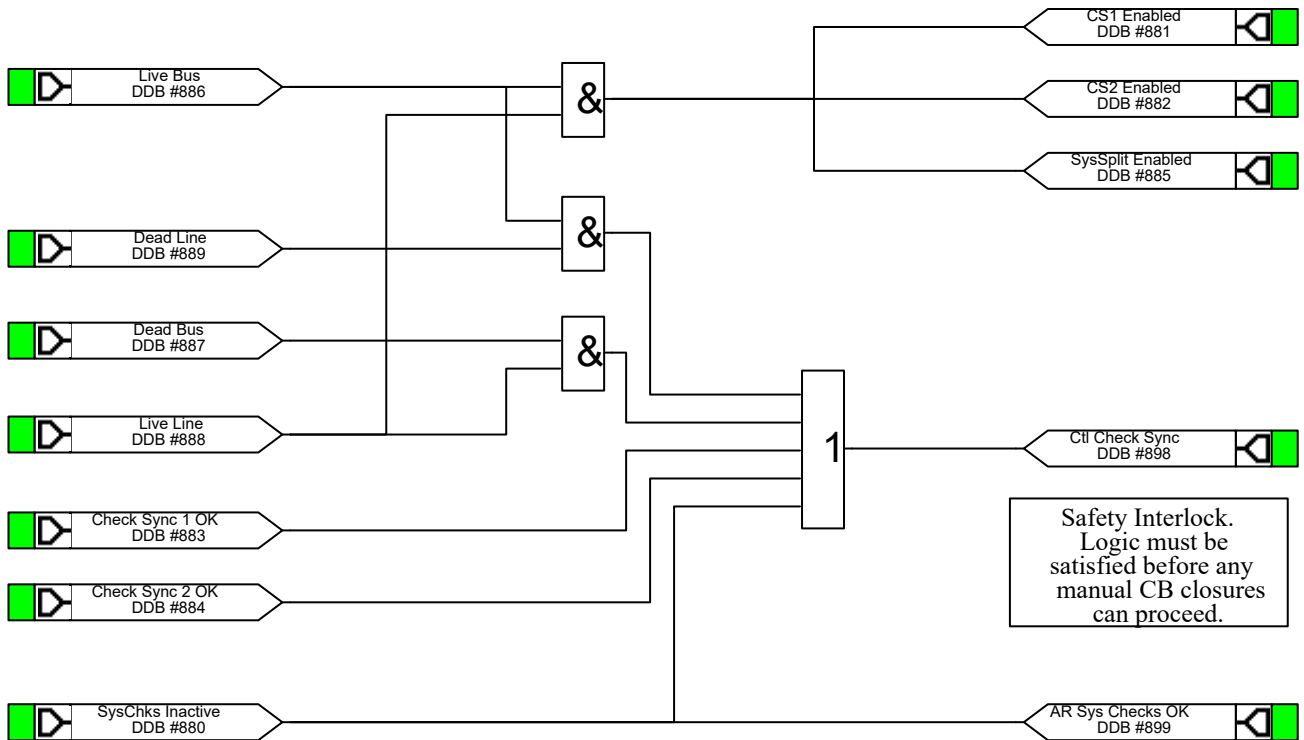 CS1 Enabled
DDB #881
Live Bus
DDB #886
&
CS2 Enabled
DDB #882
SysSplit Enabled
DDB #885
Dead Line
DDB #889
&
Dead Bus
DDB #887
&
Live Line
DDB #888
1
Ctl Check Sync
DDB #898
Check Sync 1 OK
DDB #883
Safety Interlock.
Logic must be
satisfied before any
manual CB closures
can proceed.
Check Sync 2 OK
DDB #884
SysChks Inactive
DDB #880
AR Sys Checks OK
DDB #899